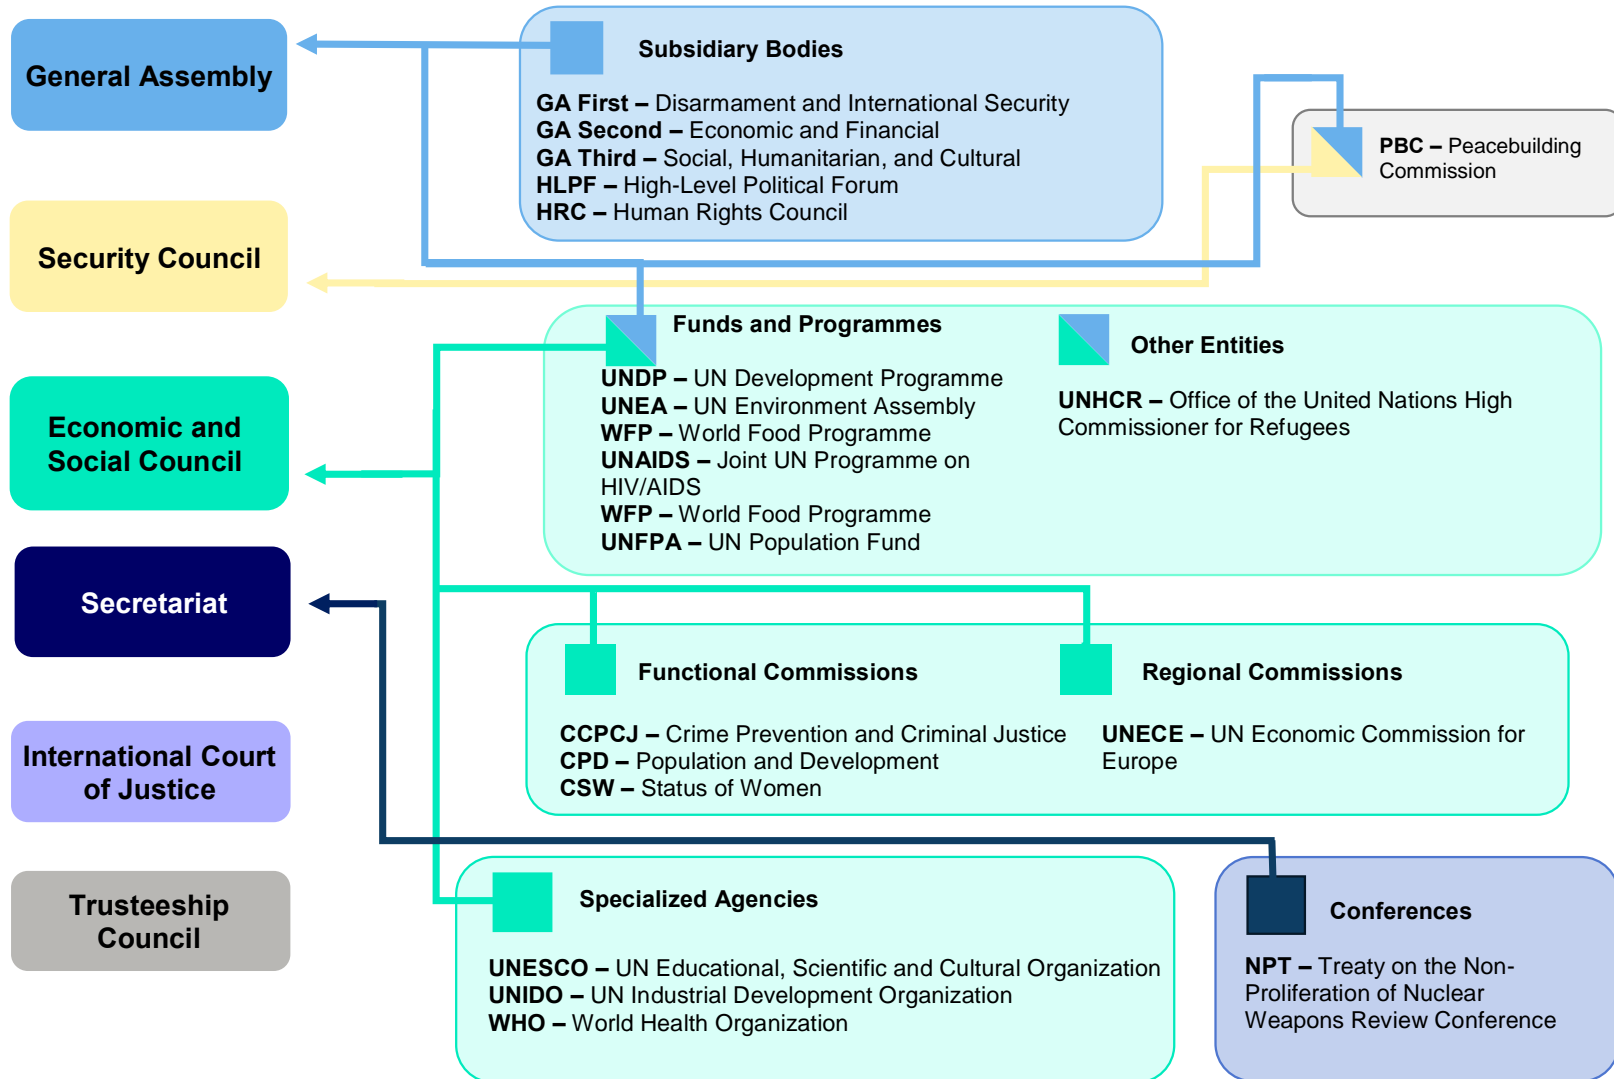 General Assembly
Security Council
Economic and
Social Council
Secretariat
International Court
of Justice
Trusteeship
Council
Subsidiary Bodies
GA First – Disarmament and International Security
GA Second – Economic and Financial
GA Third – Social, Humanitarian, and Cultural
HLPF – High-Level Political Forum
HRC – Human Rights Council
PBC – Peacebuilding
Commission
Funds and Programmes
UNDP – UN Development Programme
UNEA – UN Environment Assembly
WFP – World Food Programme
UNAIDS – Joint UN Programme on
HIV/AIDS
WFP – World Food Programme
UNFPA – UN Population Fund
Other Entities
UNHCR – Office of the United Nations High
Commissioner for Refugees
Functional Commissions
CCPCJ – Crime Prevention and Criminal Justice
CPD – Population and Development
CSW – Status of Women
Regional Commissions
UNECE – UN Economic Commission for
Europe
Specialized Agencies
UNESCO – UN Educational, Scientific and Cultural Organization
UNIDO – UN Industrial Development Organization
WHO – World Health Organization
Conferences
NPT – Treaty on the Non-
Proliferation of Nuclear
Weapons Review Conference